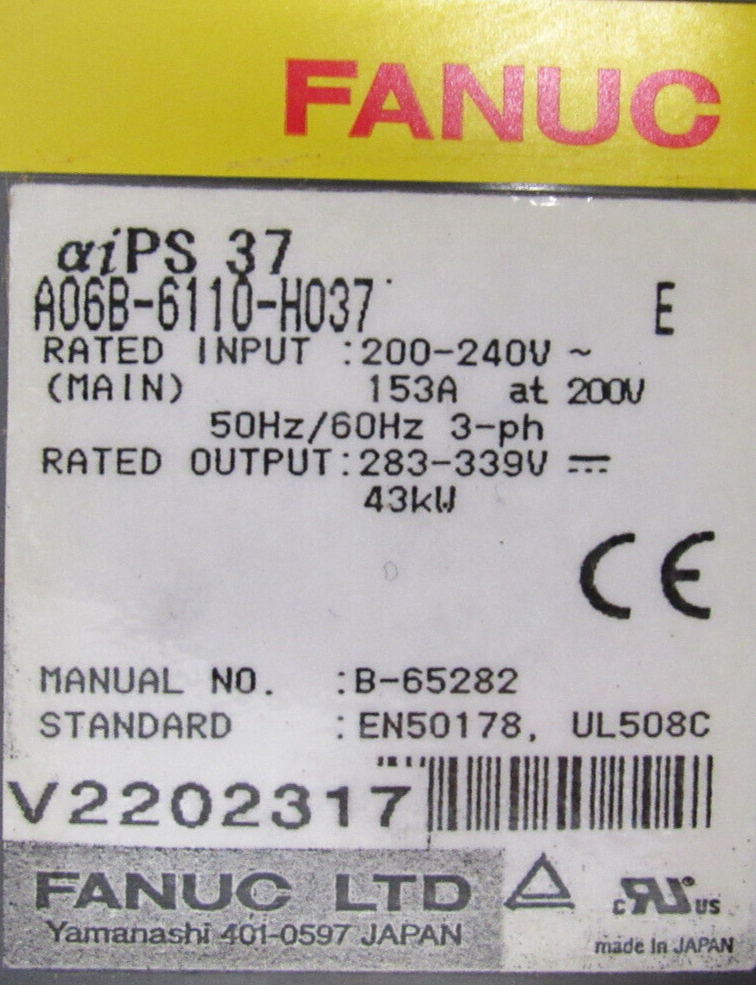 FANUC
αiPS 37
A06B-6110-H037 E
RATED INPUT :200-240V ~
(MAIN) 153A at 200V
50Hz/60Hz 3-ph
RATED OUTPUT:283-339V ⎓
43kW
CE
MANUAL NO. :B-65282
STANDARD :EN50178, UL508C
V2202317
FANUC LTD
Yamanashi 401-0597 JAPAN
c RU us
made in JAPAN